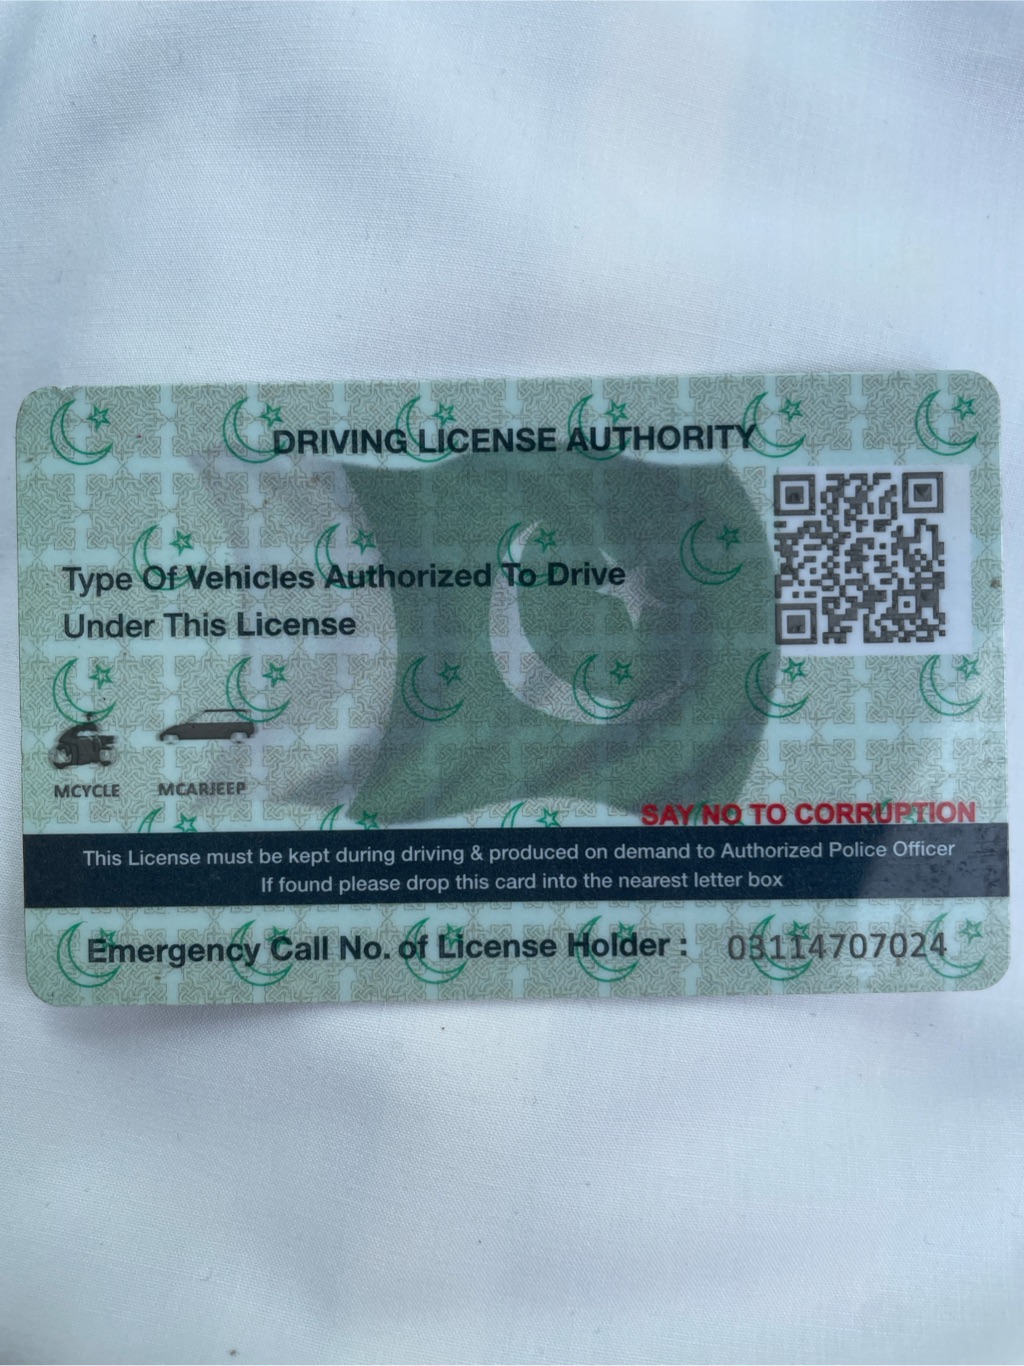 DRIVING LICENSE AUTHORITY
Type Of Vehicles Authorized To Drive
Under This License
MCYCLE MCARJEEP
SAY NO TO CORRUPTION
This License must be kept during driving & produced on demand to Authorized Police Officer
If found please drop this card into the nearest letter box
Emergency Call No. of License Holder : 03114707024